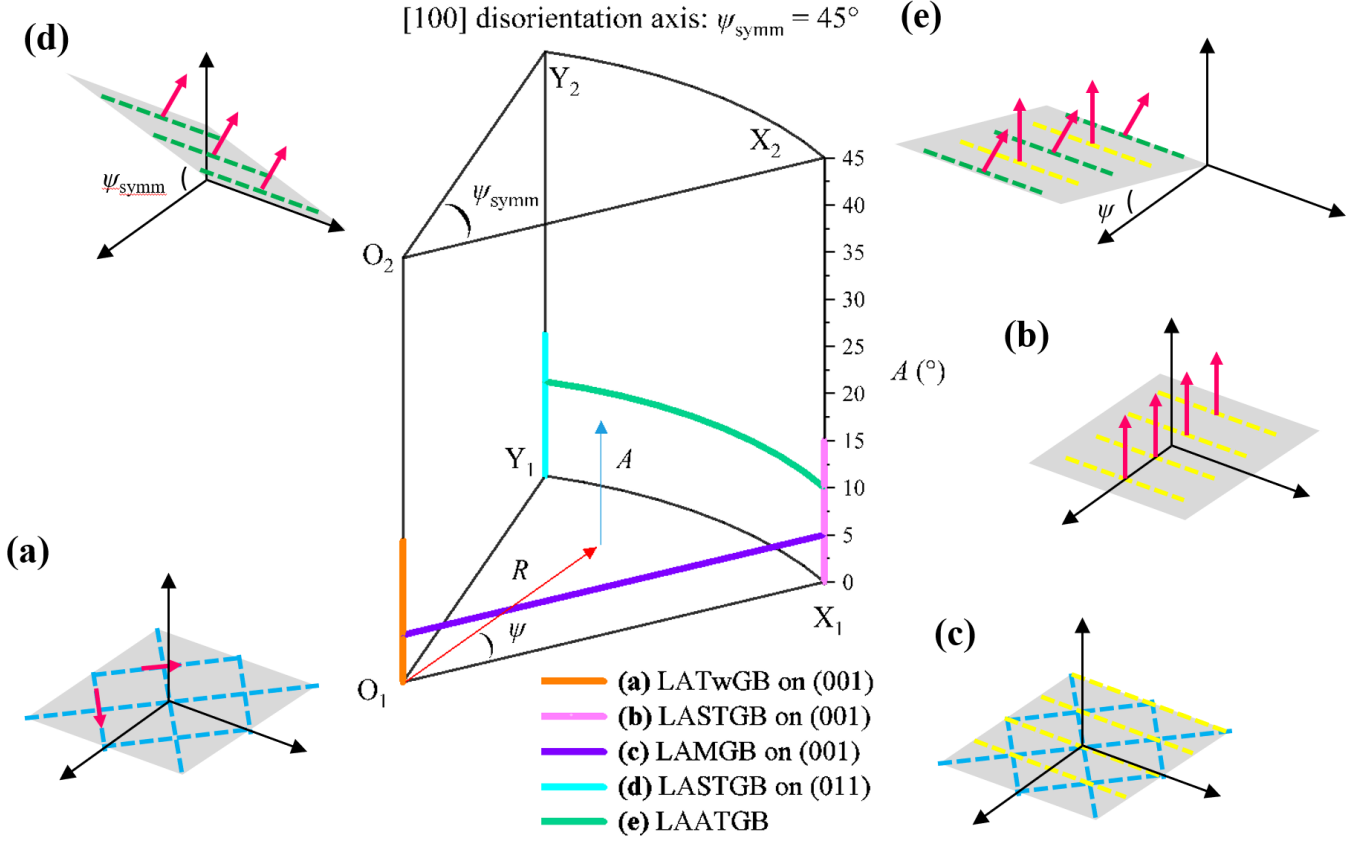 [100] disorientation axis: ψsymm = 45°
(d)
(e)
Y2
X2
ψsymm
ψsymm
ψ
O2
45
40
35
30
25
20
15
10
5
0
A (°)
(b)
Y1
A
(a)
R
ψ
X1
O1
(c)
(a) LATwGB on (001)
(b) LASTGB on (001)
(c) LAMGB on (001)
(d) LASTGB on (011)
(e) LAATGB